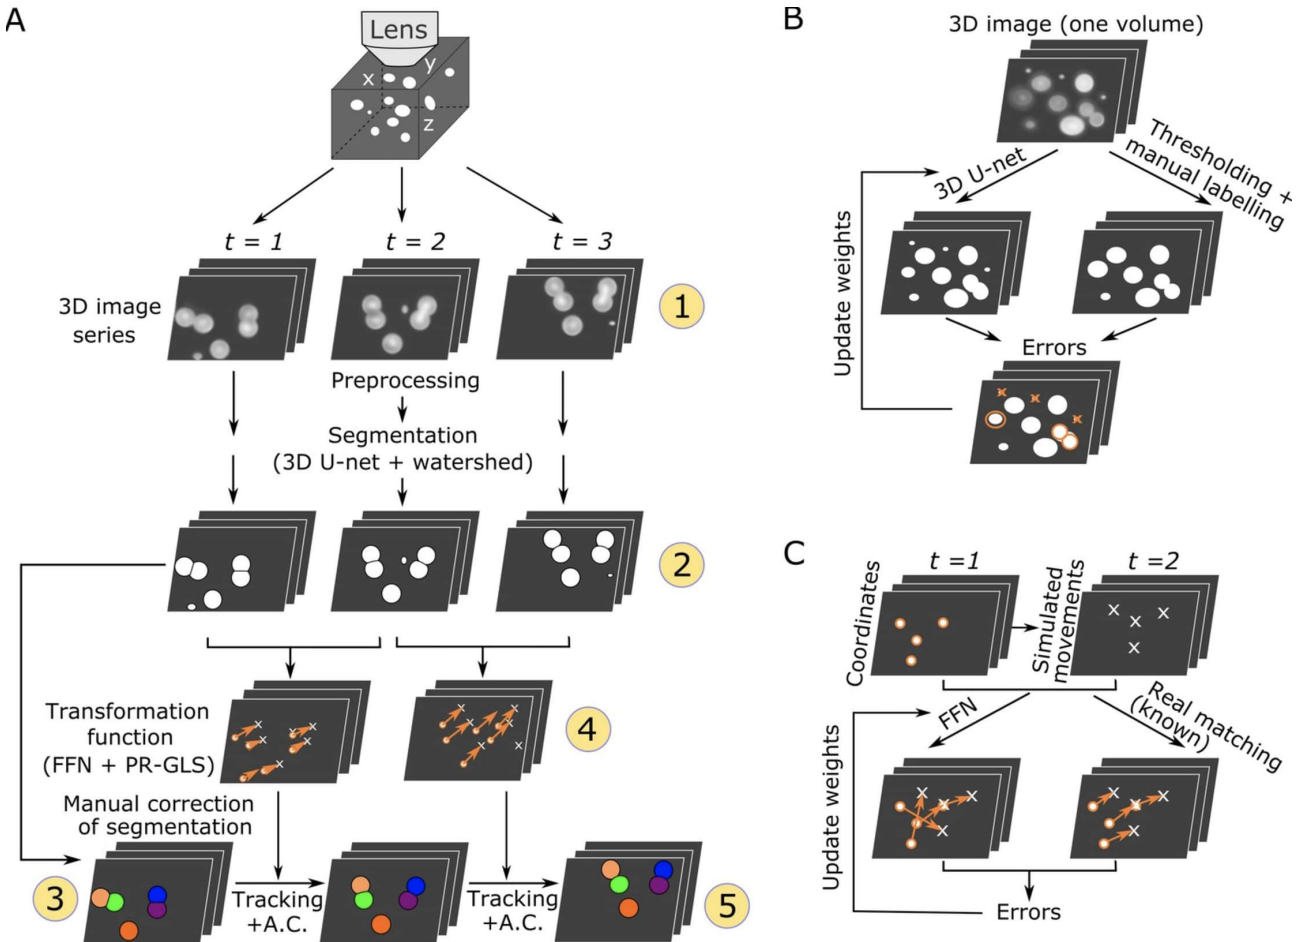 A
Lens
x
y
z
t = 1
t = 2
t = 3
3D image
series
1
Preprocessing
Segmentation
(3D U-net + watershed)
2
Transformation
function
(FFN + PR-GLS)
4
Manual correction
of segmentation
3
Tracking
+A.C.
Tracking
+A.C.
5
B
3D image (one volume)
3D U-net
Thresholding +
manual labelling
Update weights
Errors
C
t =1
t =2
Coordinates
Simulated
movements
x x
x
x
FFN
Real matching
(known)
Update weights
Errors